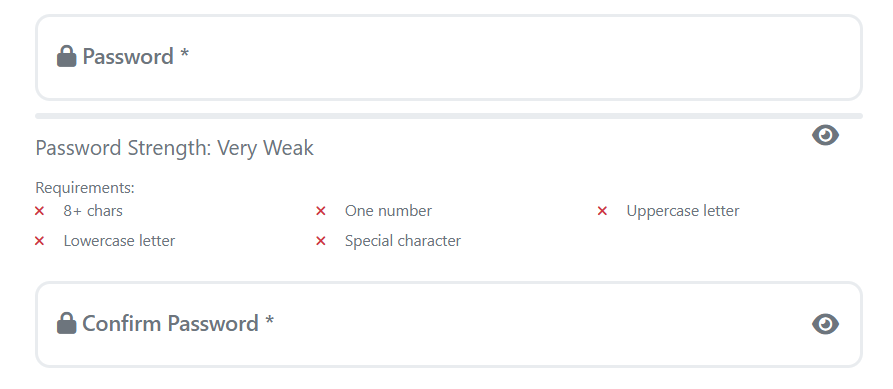 Password *
Password Strength: Very Weak
Requirements:
8+ chars One number Uppercase letter
Lowercase letter Special character
Confirm Password *